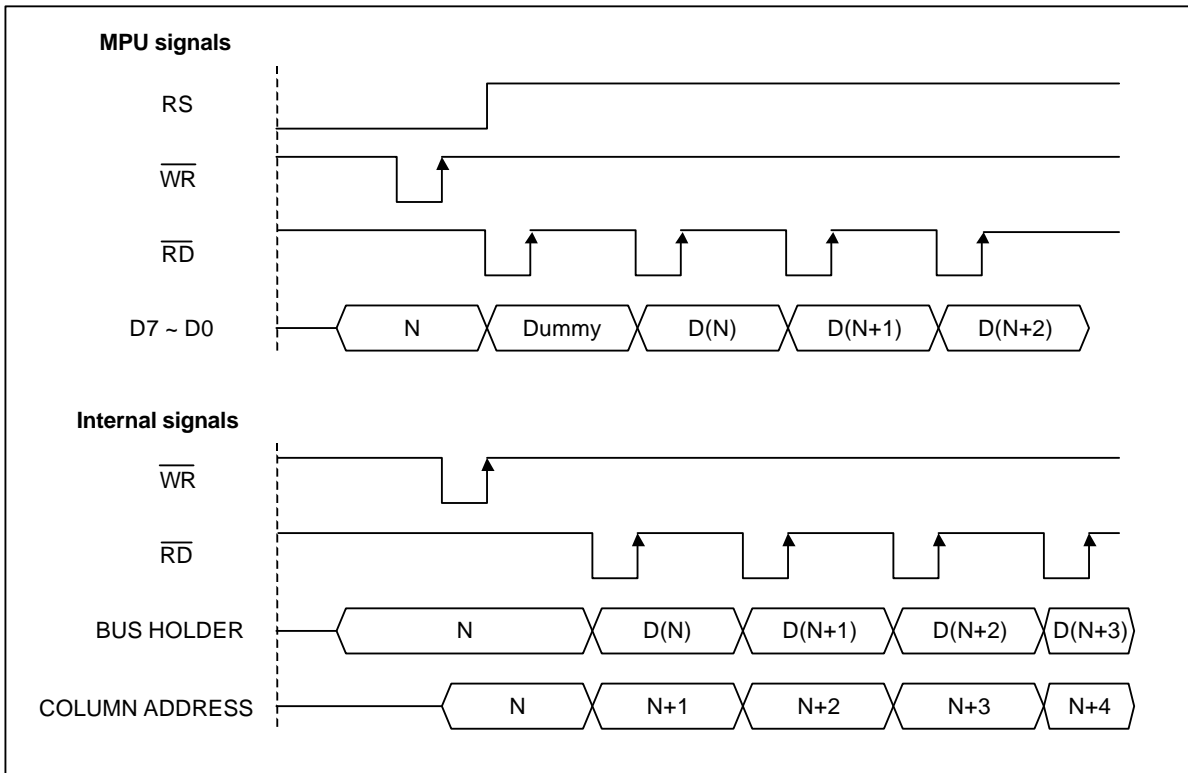 MPU signals
RS
WR
RD
D7 ~ D0 N Dummy D(N) D(N+1) D(N+2)
Internal signals
WR
RD
BUS HOLDER N D(N) D(N+1) D(N+2) D(N+3)
COLUMN ADDRESS N N+1 N+2 N+3 N+4